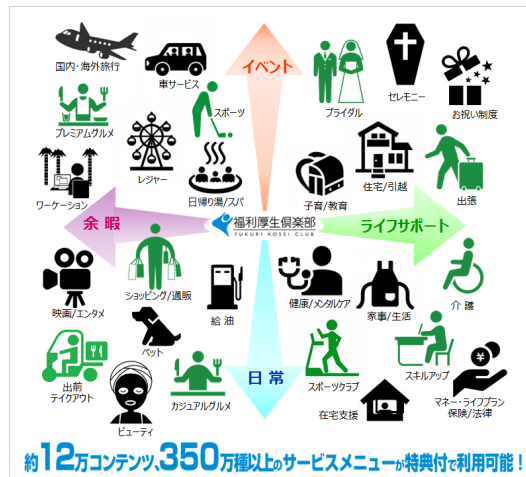 イベント
国内・海外旅行
車サービス
ブライダル
セレモニー
お祝い制度
プレミアムグルメ
レジャー
スポーツ
ワーケーション
日帰り湯/スパ
子育/教育
住宅/引越
出張
余暇
福利厚生倶楽部
FUKURI KOSEI CLUB
ライフサポート
映画/エンタメ
ショッピング/通販
給油
健康/メンタルケア
家事/生活
介護
ペット
日常
出前
テイクアウト
ビューティ
カジュアルグルメ
スポーツクラブ
在宅支援
スキルアップ
マネー・ライフプラン
保険/法律
約12万コンテンツ、350万種以上のサービスメニューが特典付で利用可能!